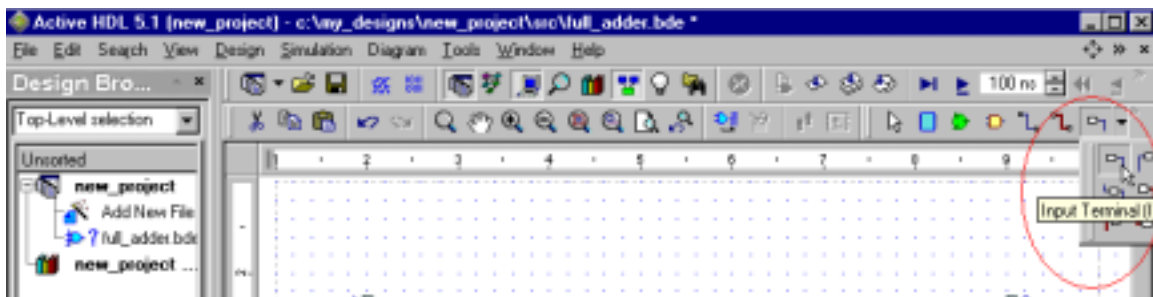 Active HDL 5.1 (new_project) - c:\my_designs\new_project\src\full_adder.bde *
File Edit Search View Design Simulation Diagram Tools Window Help
Design Bro...
100 ns
Top-Level selection
Unsorted
1 2 3 4 5 6 7 8 9
new_project
Add New File
Input Terminal (I
? full_adder.bde
new_project ...
2